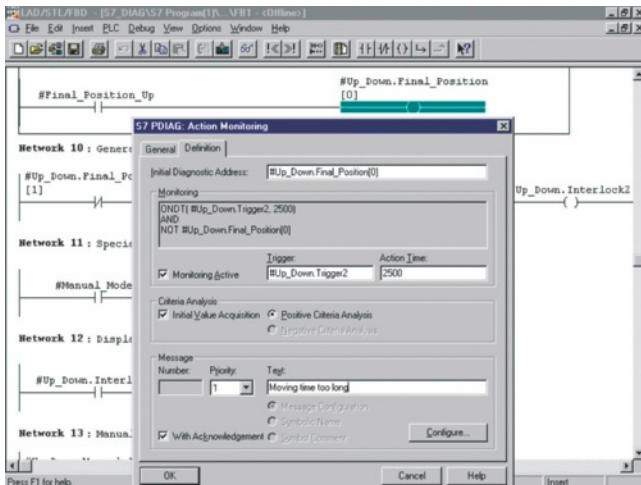 LAD/STL/FBD - [S7_DIAG\S7 Program(1)\...\FB1 - <Offline>]
File Edit Insert PLC Debug View Options Window Help
#Up_Down.Final_Position
#Final_Position_Up [0]
S7 PDIAG: Action Monitoring
Network 10 : Gener
General Definition
#Up_Down.Final_Po
[1]
Initial Diagnostic Address: #Up_Down.Final_Position[0]
Up_Down.Interlock2
Monitoring
ONDT( #Up_Down.Trigger2, 2500)
AND
NOT #Up_Down.Final_Position[0]
Network 11 : Specia
Trigger: Action Time:
Monitoring Active #Up_Down.Trigger2 2500
#Manual_Mode
Criteria Analysis
Initial Value Acquisition Positive Criteria Analysis
Negative Criteria Analysis
Network 12 : Displa
Message
Number: Priority: Text:
1 Moving time too long
#Up_Down.Interl
Message Configuration
Symbolic Name
With Acknowledgement Symbol Comment Configure...
Network 13 : Manua
OK Cancel Help
Press F1 for help. Insert